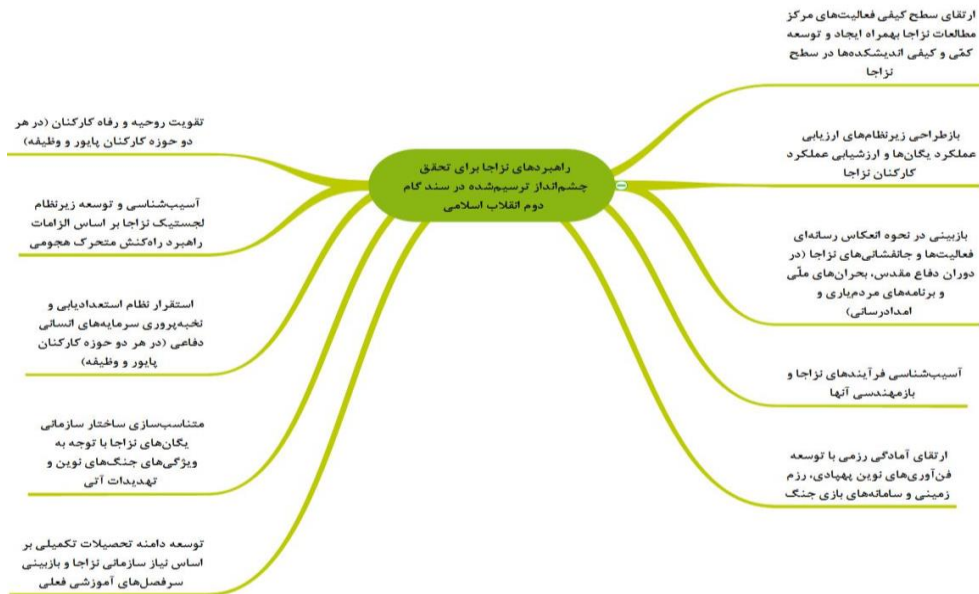 راهبردهای نزاجا برای تحقق
چشم‌انداز ترسیم‌شده در سند گام
دوم انقلاب اسلامی
ارتقای سطح کیفی فعالیت‌های مرکز
مطالعات نزاجا بهمراه ایجاد و توسعه
کمّی و کیفی اندیشکده‌ها در سطح
نزاجا
بازطراحی زیرنظام‌های ارزیابی
عملکرد یگان‌ها و ارزشیابی عملکرد
کارکنان نزاجا
بازبینی در نحوه انعکاس رسانه‌ای
فعالیت‌ها و جانفشانی‌های نزاجا (در
دوران دفاع مقدس، بحران‌های ملّی
و برنامه‌های مردم‌یاری و
امدادرسانی)
آسیب‌شناسی فرآیندهای نزاجا و
بازمهندسی آنها
ارتقای آمادگی رزمی با توسعه
فن‌آوری‌های نوین پهپادی، رزم
زمینی و سامانه‌های بازی جنگ
تقویت روحیه و رفاه کارکنان (در هر
دو حوزه کارکنان پایور و وظیفه)
آسیب‌شناسی و توسعه زیرنظام
لجستیک نزاجا بر اساس الزامات
راهبرد راه‌کنش متحرک هجومی
استقرار نظام استعدادیابی و
نخبه‌پروری سرمایه‌های انسانی
دفاعی (در هر دو حوزه کارکنان
پایور و وظیفه)
متناسب‌سازی ساختار سازمانی
یگان‌های نزاجا با توجه به
ویژگی‌های جنگ‌های نوین و
تهدیدات آتی
توسعه دامنه تحصیلات تکمیلی بر
اساس نیاز سازمانی نزاجا و بازبینی
سرفصل‌های آموزشی فعلی